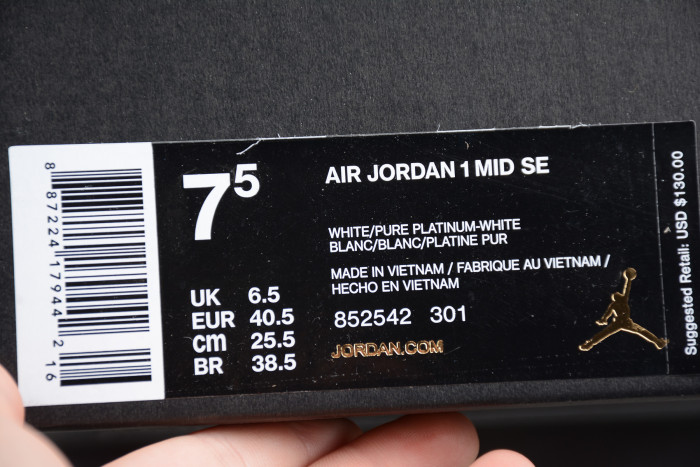 8 87224 17944 2 16
7 5
UK 6.5
EUR 40.5
cm 25.5
BR 38.5
AIR JORDAN 1 MID SE
WHITE/PURE PLATINUM-WHITE
BLANC/BLANC/PLATINE PUR
MADE IN VIETNAM / FABRIQUE AU VIETNAM /
HECHO EN VIETNAM
852542 301
JORDAN.COM
Suggested Retail: USD $130.00